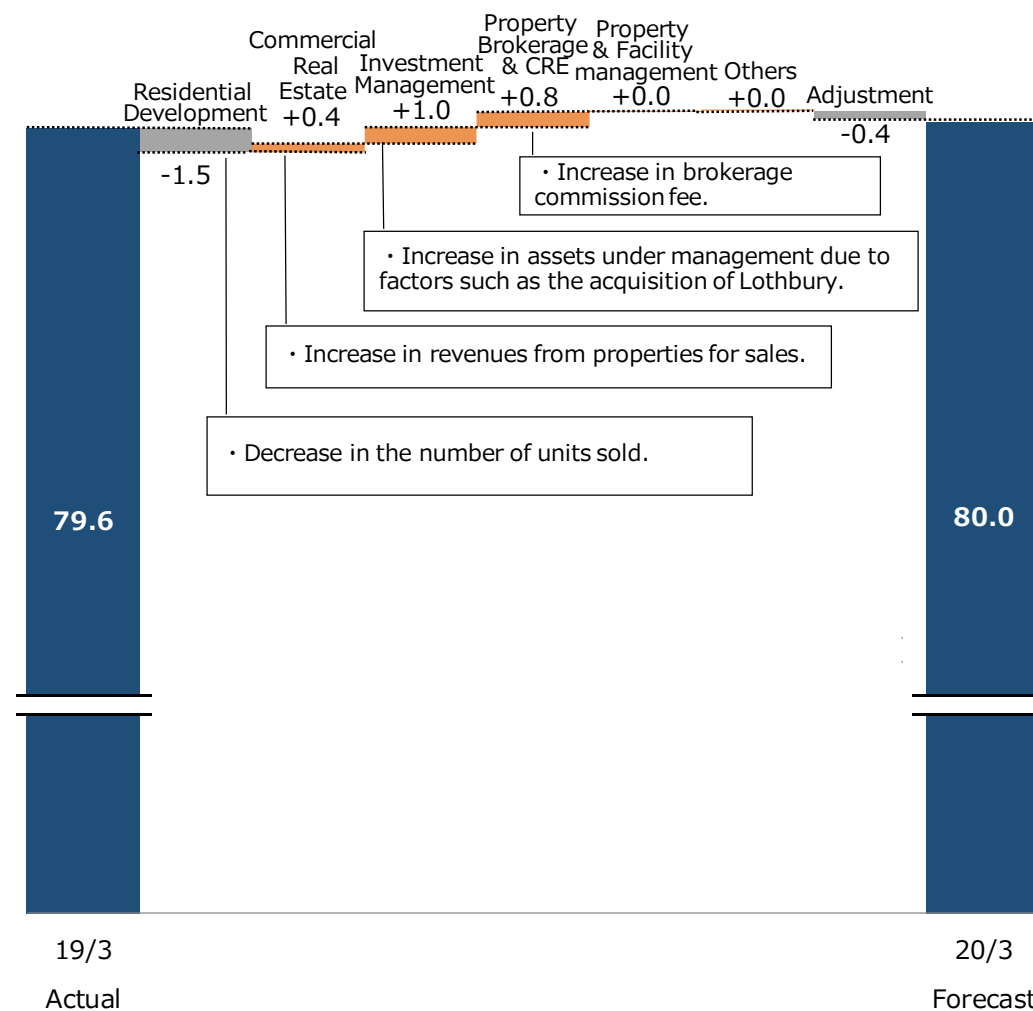 Residential
Development
-1.5
Commercial
Real
Estate
+0.4
Investment
Management
+1.0
Property
Brokerage
& CRE
+0.8
Property
& Facility
management
+0.0
Others
+0.0
Adjustment
-0.4
・Increase in brokerage
commission fee.
・Increase in assets under management due to
factors such as the acquisition of Lothbury.
・Increase in revenues from properties for sales.
・Decrease in the number of units sold.
79.6
80.0
19/3
Actual
20/3
Forecast